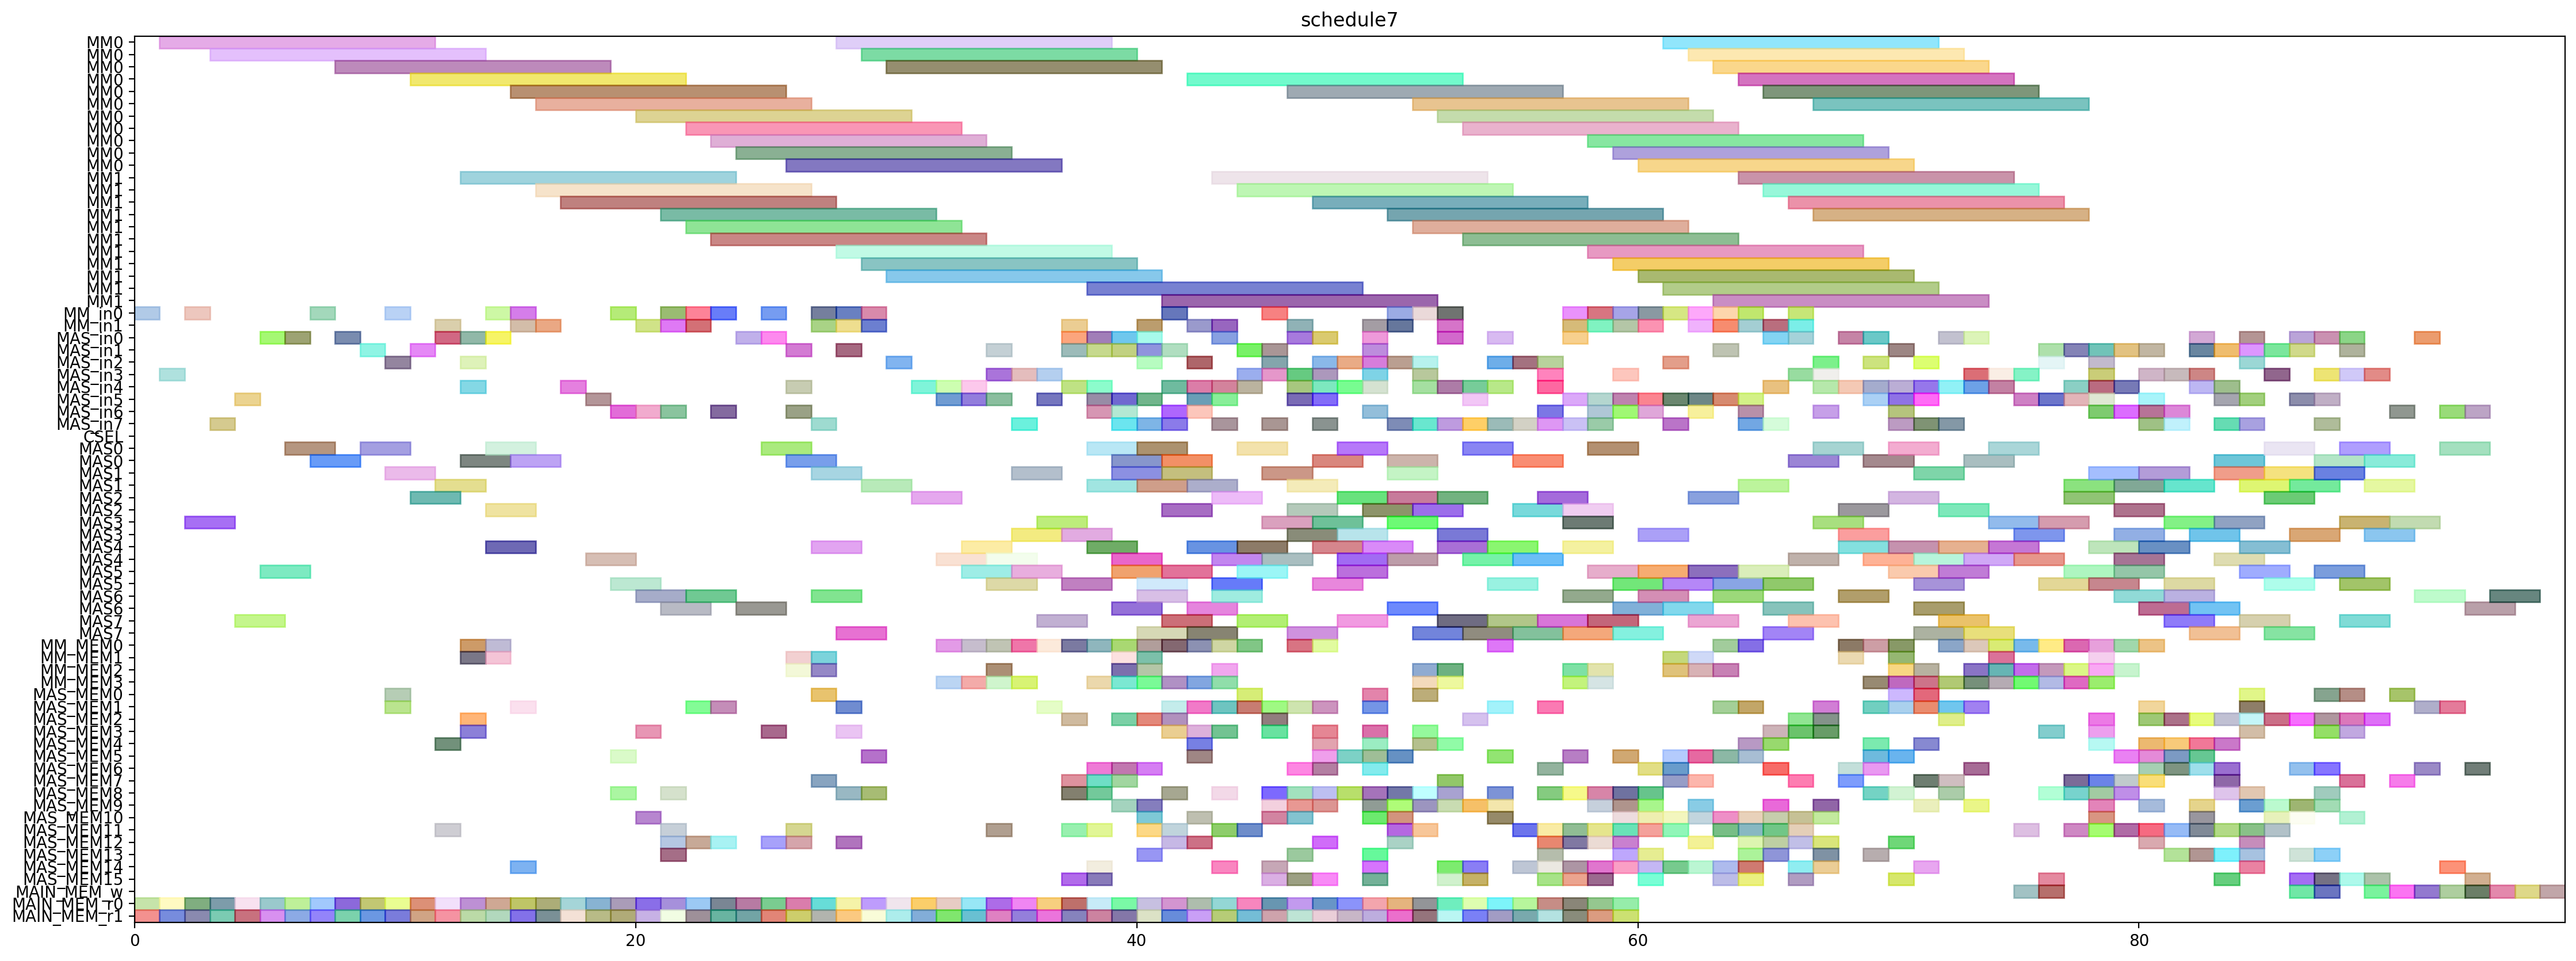 schedule7
MM0
MM0
MM0
MM0
MM0
MM0
MM0
MM0
MM0
MM0
MM0
MM1
MM1
MM1
MM1
MM1
MM1
MM1
MM1
MM1
MM1
MM1
MM_in0
MM_in1
MAS_in0
MAS_in1
MAS_in2
MAS_in3
MAS_in4
MAS_in5
MAS_in6
MAS_in7
CSEL
MAS0
MAS0
MAS1
MAS1
MAS2
MAS2
MAS3
MAS3
MAS4
MAS4
MAS5
MAS5
MAS6
MAS6
MAS7
MAS7
MM_MEM0
MM_MEM1
MM_MEM2
MM_MEM3
MAS_MEM0
MAS_MEM1
MAS_MEM2
MAS_MEM3
MAS_MEM4
MAS_MEM5
MAS_MEM6
MAS_MEM7
MAS_MEM8
MAS_MEM9
MAS_MEM10
MAS_MEM11
MAS_MEM12
MAS_MEM13
MAS_MEM14
MAS_MEM15
MAIN_MEM_w
MAIN_MEM_r0
MAIN_MEM_r1
0 20 40 60 80